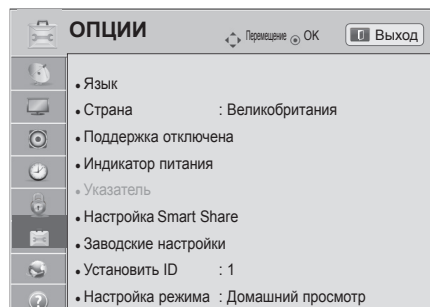 ОПЦИИ
Перемещение OK
Выход
• Язык
• Страна : Великобритания
• Поддержка отключена
• Индикатор питания
• Указатель
• Настройка Smart Share
• Заводские настройки
• Установить ID : 1
• Настройка режима : Домашний просмотр